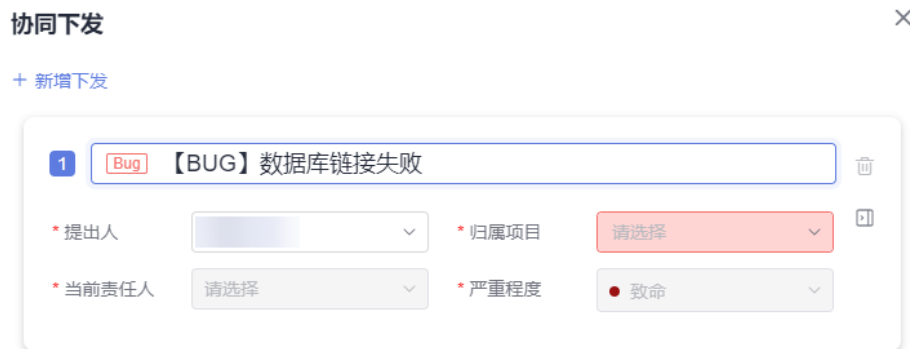 协同下发
+ 新增下发
1 Bug 【BUG】数据库链接失败
* 提出人 * 归属项目 请选择
* 当前责任人 请选择 * 严重程度 致命